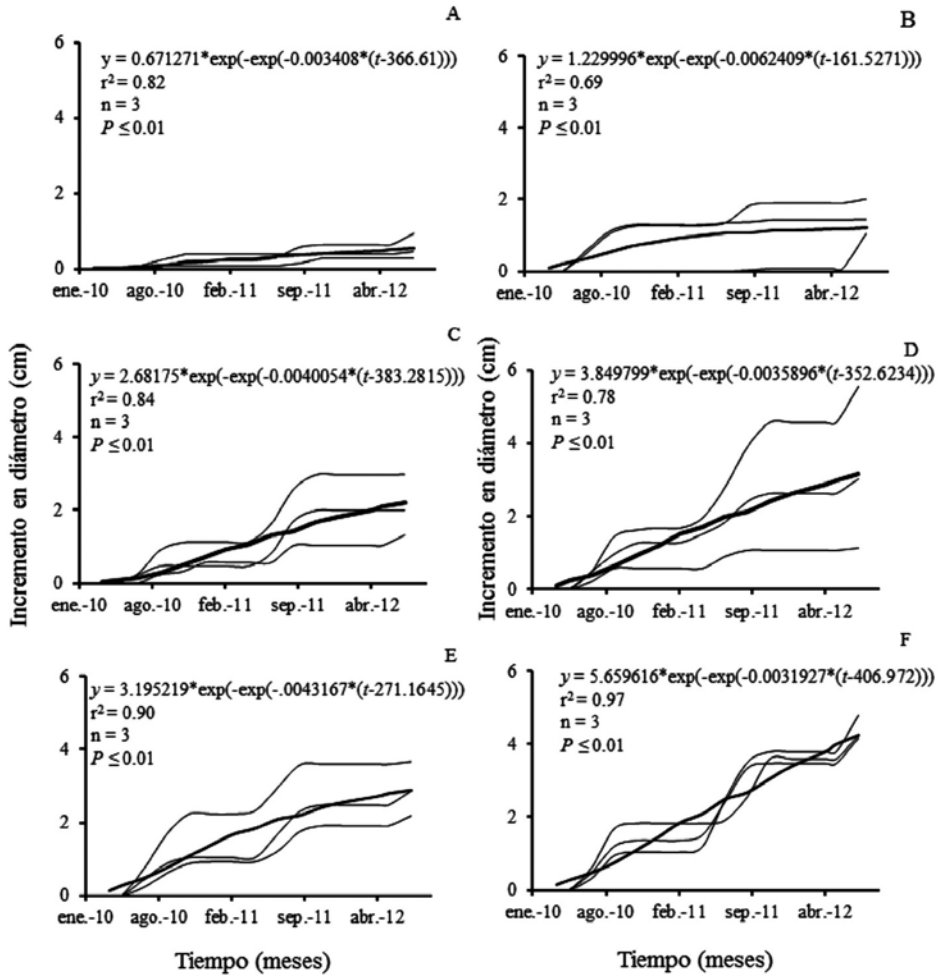 A
6
4
2
0
y = 0.671271*exp(-exp(-0.003408*(t-366.61)))
r² = 0.82
n = 3
P ≤ 0.01
ene.-10 ago.-10 feb.-11 sep.-11 abr.-12
B
6
4
2
0
y = 1.229996*exp(-exp(-0.0062409*(t-161.5271)))
r² = 0.69
n = 3
P ≤ 0.01
ene.-10 ago.-10 feb.-11 sep.-11 abr.-12
Incremento en diámetro (cm)
C
6
4
2
0
y = 2.68175*exp(-exp(-0.0040054*(t-383.2815)))
r² = 0.84
n = 3
P ≤ 0.01
ene.-10 ago.-10 feb.-11 sep.-11 abr.-12
Incremento en diámetro (cm)
D
6
4
2
0
y = 3.849799*exp(-exp(-0.0035896*(t-352.6234)))
r² = 0.78
n = 3
P ≤ 0.01
ene.-10 ago.-10 feb.-11 sep.-11 abr.-12
E
6
4
2
0
y = 3.195219*exp(-exp(-.0043167*(t-271.1645)))
r² = 0.90
n = 3
P ≤ 0.01
ene.-10 ago.-10 feb.-11 sep.-11 abr.-12
Tiempo (meses)
F
6
4
2
0
y = 5.659616*exp(-exp(-0.0031927*(t-406.972)))
r² = 0.97
n = 3
P ≤ 0.01
ene.-10 ago.-10 feb.-11 sep.-11 abr.-12
Tiempo (meses)